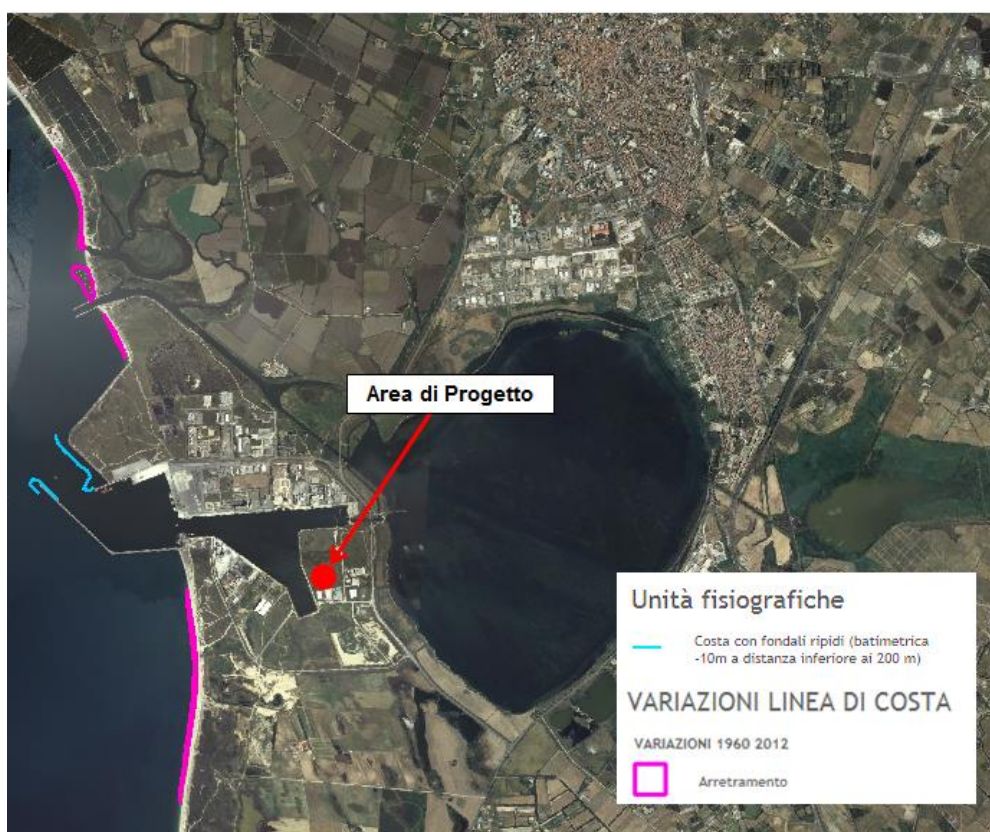 Area di Progetto
Unità fisiografiche
Costa con fondali ripidi (batimetrica
-10m a distanza inferiore ai 200 m)
VARIAZIONI LINEA DI COSTA
VARIAZIONI 1960 2012
Arretramento